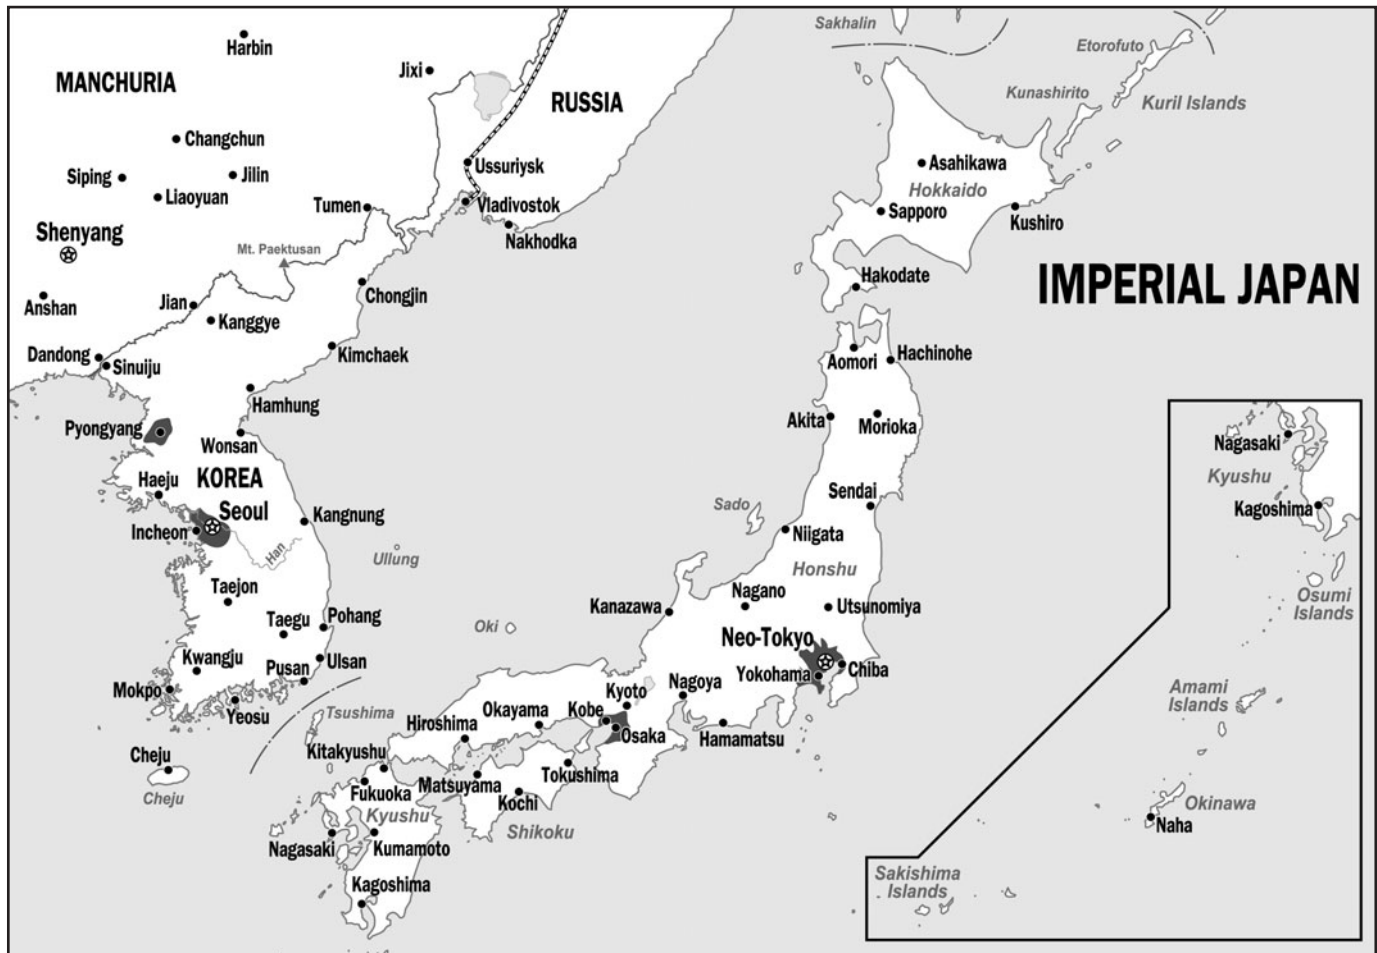 Sakhalin
Etorofuto
Harbin
Jixi
MANCHURIA
Kunashirito
RUSSIA
Kuril Islands
Changchun
Ussuriysk
Asahikawa
Siping
Jilin
Hokkaido
Liaoyuan
Tumen
Vladivostok
Sapporo
Kushiro
Shenyang
Nakhodka
Mt. Paektusan
Hakodate
IMPERIAL JAPAN
Anshan
Jian
Chongjin
Kanggye
Dandong
Sinuiju
Kimchaek
Aomori
Hachinohe
Hamhung
Akita
Morioka
Pyongyang
Wonsan
Nagasaki
KOREA
Kyushu
Haeju
Sendai
Seoul
Sado
Kagoshima
Incheon
Kangnung
Niigata
Han
Ullung
Honshu
Osumi
Islands
Taejon
Nagano
Kanazawa
Utsunomiya
Taegu
Pohang
Oki
Neo-Tokyo
Kwangju
Pusan
Ulsan
Yokohama
Chiba
Mokpo
Nagoya
Amami
Islands
Yeosu
Tsushima
Kyoto
Okayama
Kobe
Hiroshima
Osaka
Hamamatsu
Cheju
Kitakyushu
Tokushima
Cheju
Fukuoka
Matsuyama
Kochi
Okinawa
Kyushu
Shikoku
Naha
Nagasaki
Kumamoto
Sakishima
Islands
Kagoshima